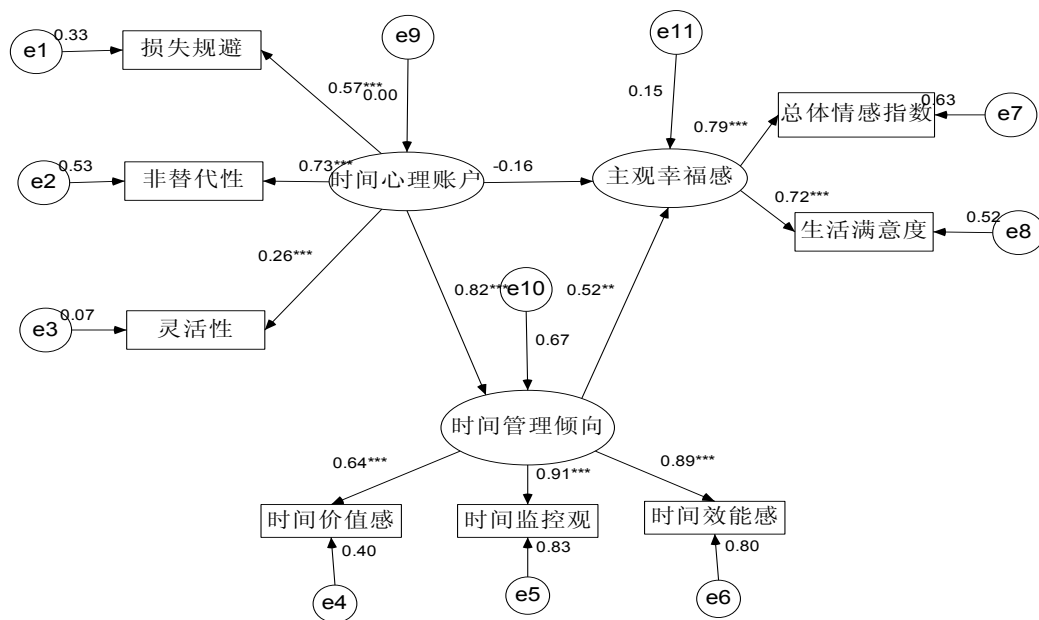 e1
0.33
损失规避
e9
e11
0.57***
0.00
0.15
0.79***
总体情感指数
0.63
e7
e2
0.53
非替代性
0.73***
时间心理账户
-0.16
主观幸福感
0.72***
生活满意度
0.52
e8
0.26***
e3
0.07
灵活性
0.82***
e10
0.52**
0.67
时间管理倾向
0.64***
0.91***
0.89***
时间价值感
时间监控观
时间效能感
0.40
0.83
0.80
e4
e5
e6